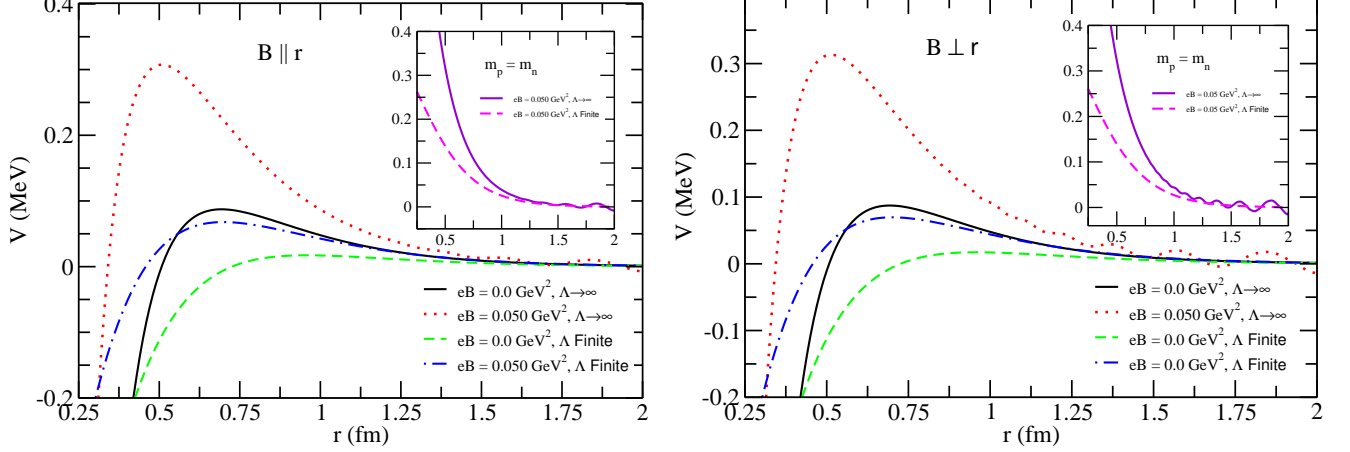 0.4
0.2
0
-0.2
V (MeV)
B || r
0.4
0.3
0.2
0.1
0
m_p = m_n
eB = 0.050 GeV², Λ→∞
eB = 0.050 GeV², Λ Finite
0.5 1 1.5 2
eB = 0.0 GeV², Λ→∞
eB = 0.050 GeV², Λ→∞
eB = 0.0 GeV², Λ Finite
eB = 0.050 GeV², Λ Finite
0.25 0.5 0.75 1 1.25 1.5 1.75 2
r (fm)
0.3
0.2
0.1
0
-0.1
-0.2
V (MeV)
B ⊥ r
0.4
0.3
0.2
0.1
0
m_p = m_n
eB = 0.05 GeV², Λ→∞
eB = 0.05 GeV², Λ Finite
0.5 1 1.5 2
eB = 0.0 GeV², Λ→∞
eB = 0.050 GeV², Λ→∞
eB = 0.0 GeV², Λ Finite
eB = 0.0 GeV², Λ Finite
0.25 0.5 0.75 1 1.25 1.5 1.75 2
r (fm)